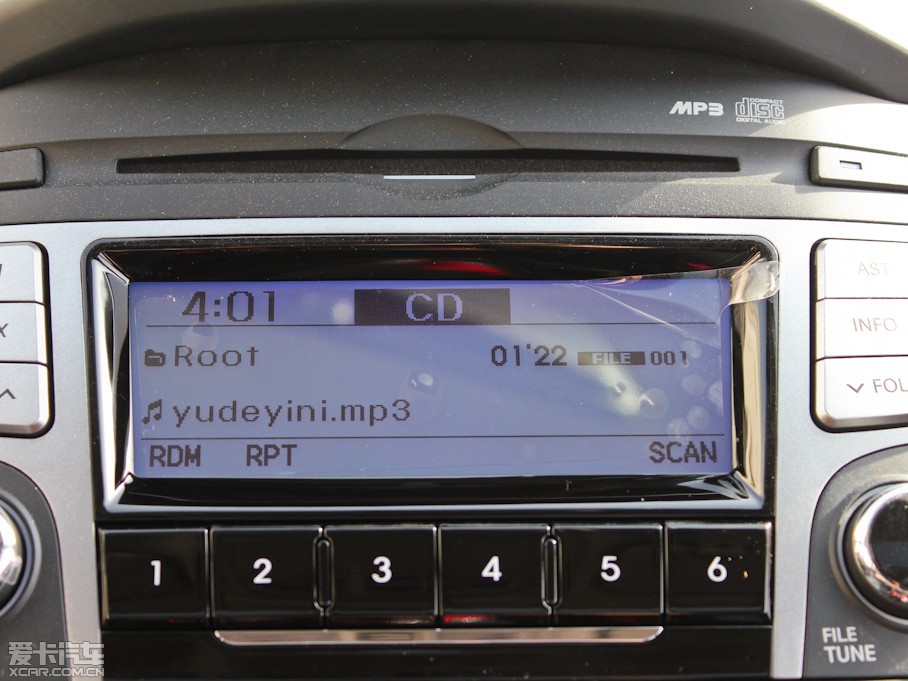 MP3 COMPACT disc DIGITAL AUDIO
4:01 CD
AST
INFO
Root 01'22 FILE 001
FOL
yudeyini.mp3
RDM RPT SCAN
1 2 3 4 5 6
FILE
TUNE
爱卡汽车
XCAR.COM.CN